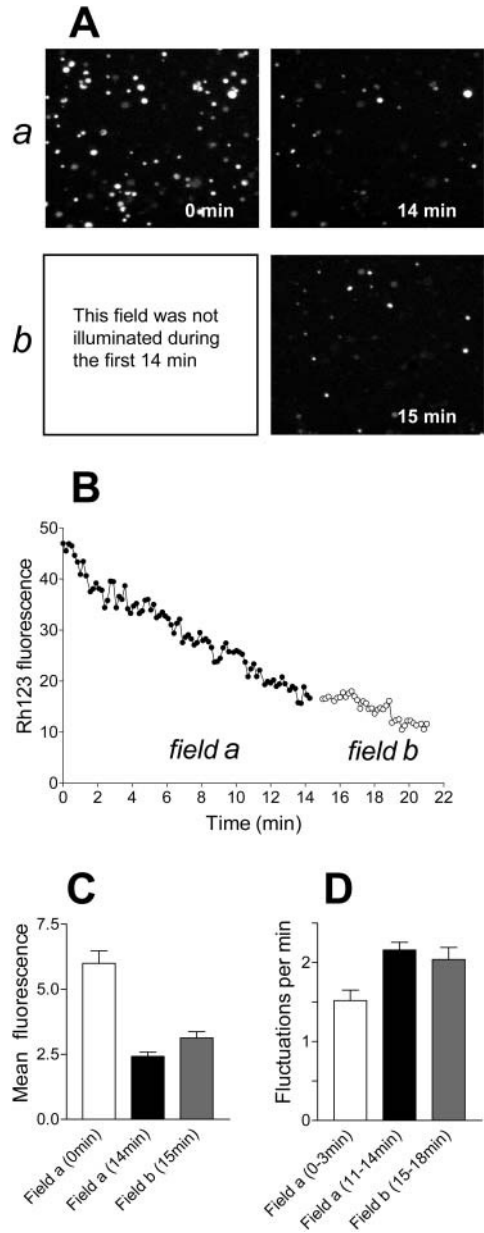 A
a
0 min
14 min
b
This field was not
illuminated during
the first 14 min
15 min
B
Rh123 fluorescence
50
40
30
20
10
0
field a
field b
0 2 4 6 8 10 12 14 16 18 20 22
Time (min)
C
Mean fluorescence
7.5
5.0
2.5
0.0
Field a (0min)
Field a (14min)
Field b (15min)
D
Fluctuations per min
2
1
0
Field a (0-3min)
Field a (11-14min)
Field b (15-18min)